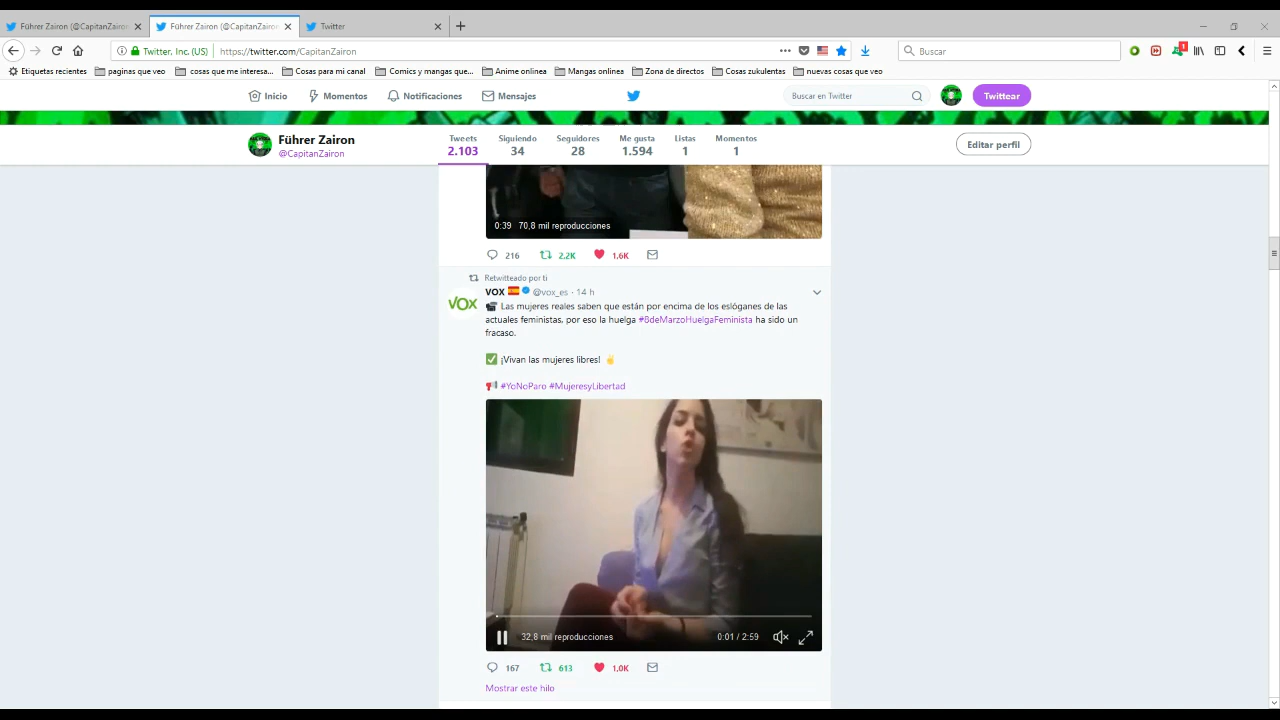 Führer Zairon (@CapitanZairon
Führer Zairon (@CapitanZairon
Twitter
Twitter, Inc. (US)
https://twitter.com/CapitanZairon
Buscar
1
Etiquetas recientes
paginas que veo
cosas que me interesa...
Cosas para mi canal
Comics y mangas que...
Anime onlinea
Mangas onlinea
Zona de directos
Cosas zukulentas
nuevas cosas que veo
Inicio
Momentos
Notificaciones
Mensajes
Buscar en Twitter
Twittear
Führer Zairon
@CapitanZairon
Tweets
2.103
Siguiendo
34
Seguidores
28
Me gusta
1.594
Listas
1
Momentos
1
Editar perfil
0:39 70,8 mil reproducciones
216 2,2K 1,6K
Retwitteado por ti
VOX @vox_es · 14 h
Las mujeres reales saben que están por encima de los eslóganes de las
actuales feministas, por eso la huelga #8deMarzoHuelgaFeminista ha sido un
fracaso.
¡Vivan las mujeres libres!
#YoNoParo #MujeresyLibertad
32,8 mil reproducciones 0:01 / 2:59
167 613 1,0K
Mostrar este hilo